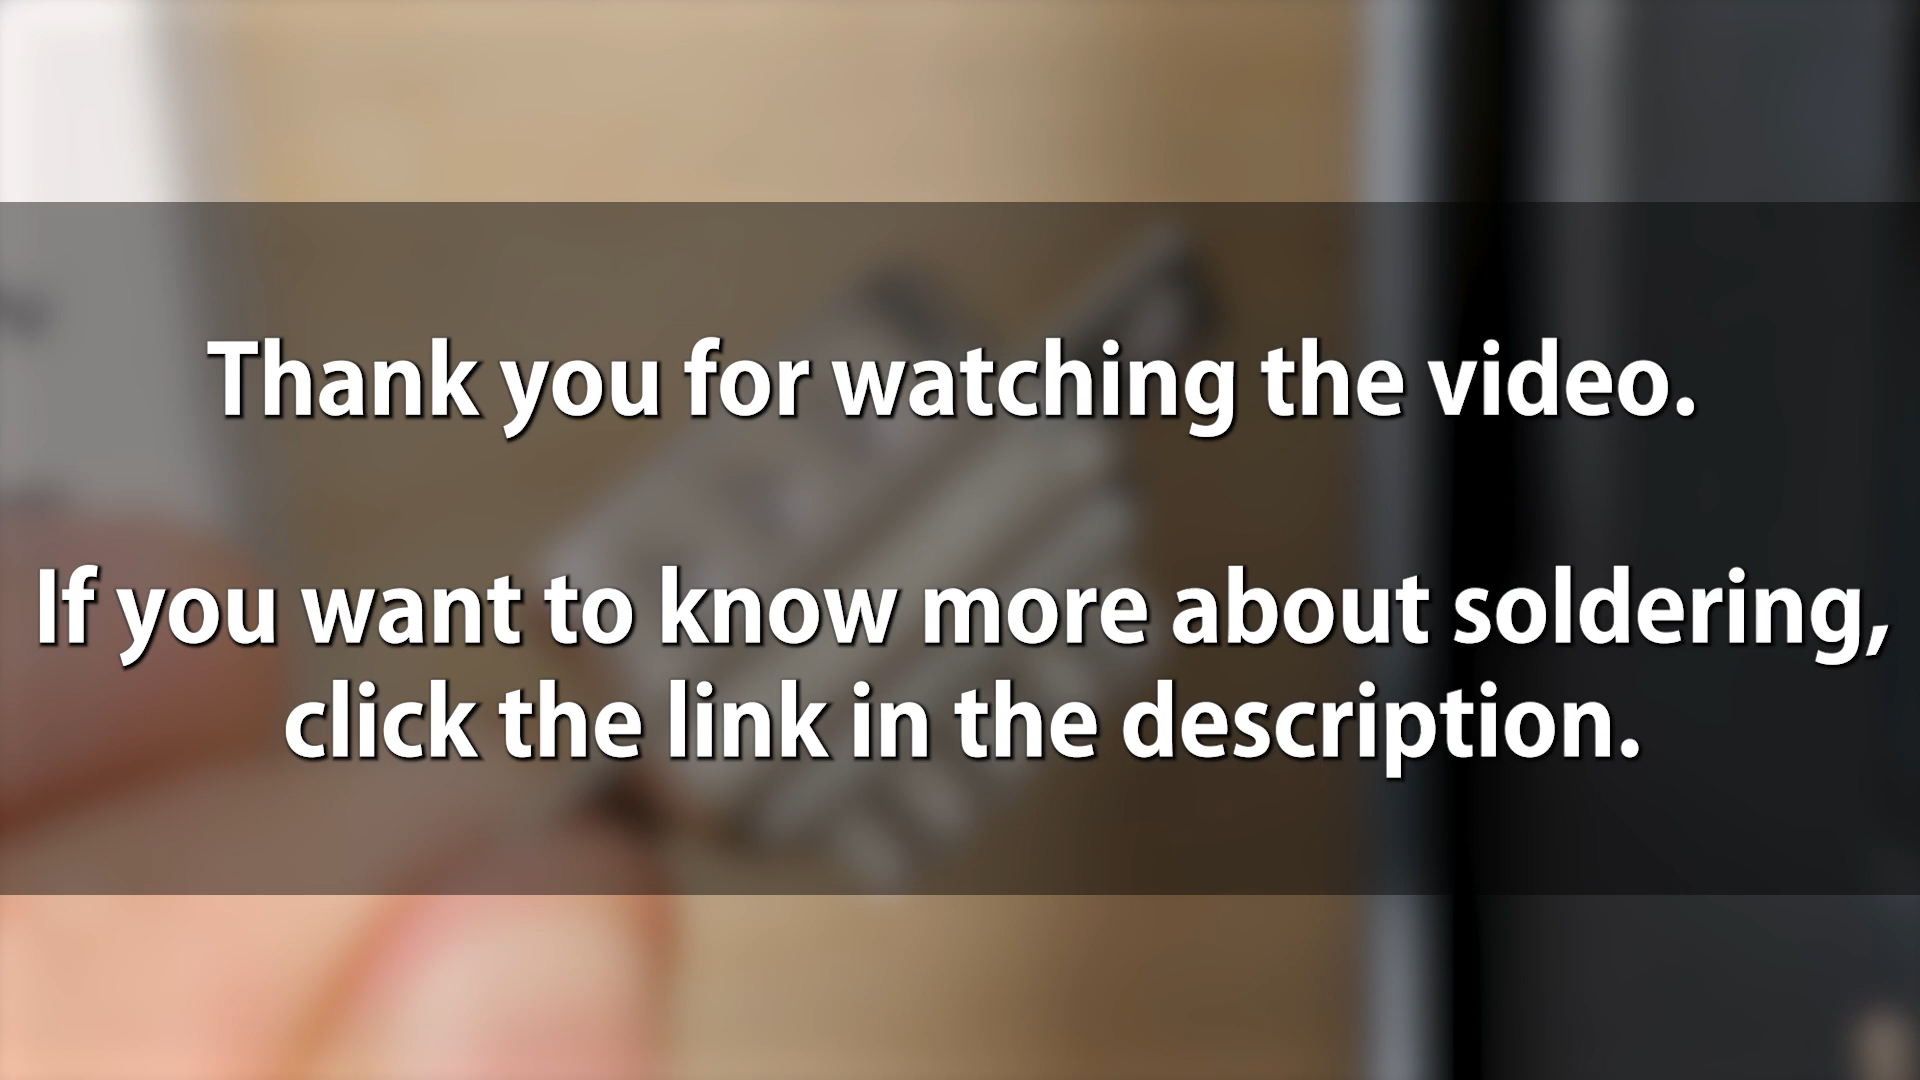 Thank you for watching the video.
If you want to know more about soldering,
click the link in the description.